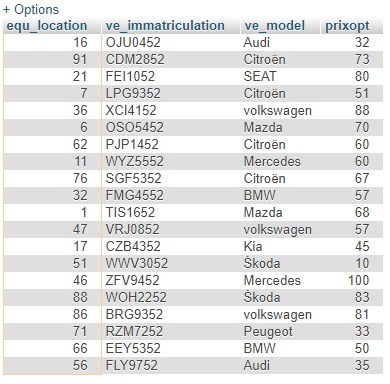 + Options
equ_location ve_immatriculation ve_model prixopt
16 OJU0452 Audi 32
91 CDM2852 Citroën 73
21 FEI1052 SEAT 80
7 LPG9352 Citroën 51
36 XCI4152 volkswagen 88
6 OSO5452 Mazda 70
62 PJP1452 Citroën 60
11 WYZ5552 Mercedes 60
76 SGF5352 Citroën 67
32 FMG4552 BMW 57
1 TIS1652 Mazda 68
47 VRJ0852 volkswagen 57
17 CZB4352 Kia 45
51 WWV3052 Škoda 10
46 ZFV9452 Mercedes 100
88 WOH2252 Škoda 83
86 BRG9352 volkswagen 81
71 RZM7252 Peugeot 33
66 EEY5352 BMW 50
56 FLY9752 Audi 35